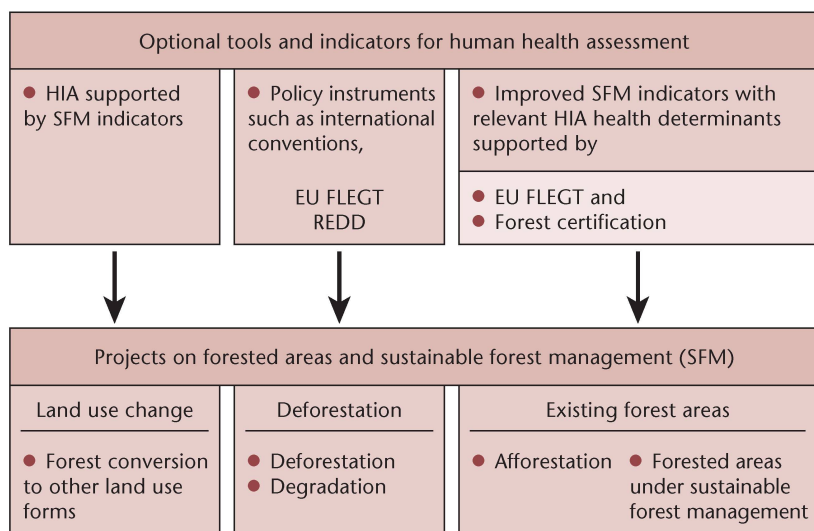 Optional tools and indicators for human health assessment
● HIA supported
by SFM indicators
● Policy instruments
such as international
conventions,
EU FLEGT
REDD
● Improved SFM indicators with
relevant HIA health determinants
supported by
● EU FLEGT and
● Forest certification
Projects on forested areas and sustainable forest management (SFM)
Land use change
● Forest conversion
to other land use
forms
Deforestation
● Deforestation
● Degradation
Existing forest areas
● Afforestation
● Forested areas
under sustainable
forest management